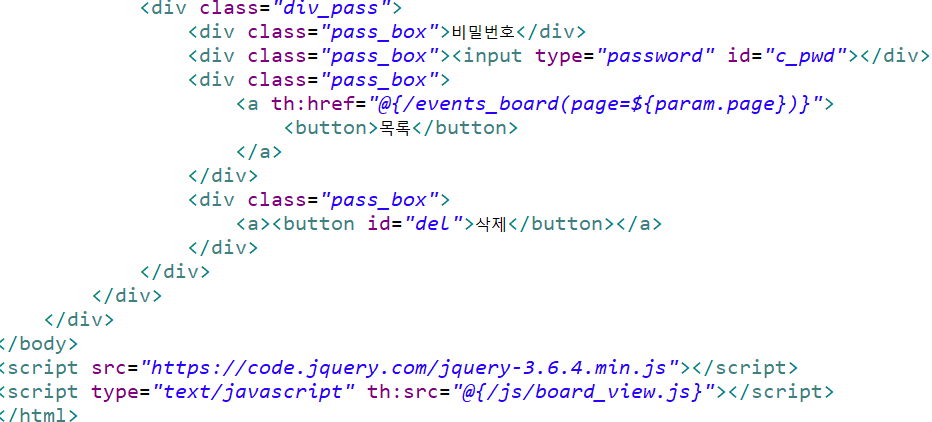 <div class="div_pass">
<div class="pass_box">비밀번호</div>
<div class="pass_box"><input type="password" id="c_pwd"></div>
<div class="pass_box">
<a th:href="@{/events_board(page=${param.page})}">
<button>목록</button>
</a>
</div>
<div class="pass_box">
<a><button id="del">삭제</button></a>
</div>
</div>
</div>
</div>
</body>
<script src="https://code.jquery.com/jquery-3.6.4.min.js"></script>
<script type="text/javascript" th:src="@{/js/board_view.js}"></script>
</html>